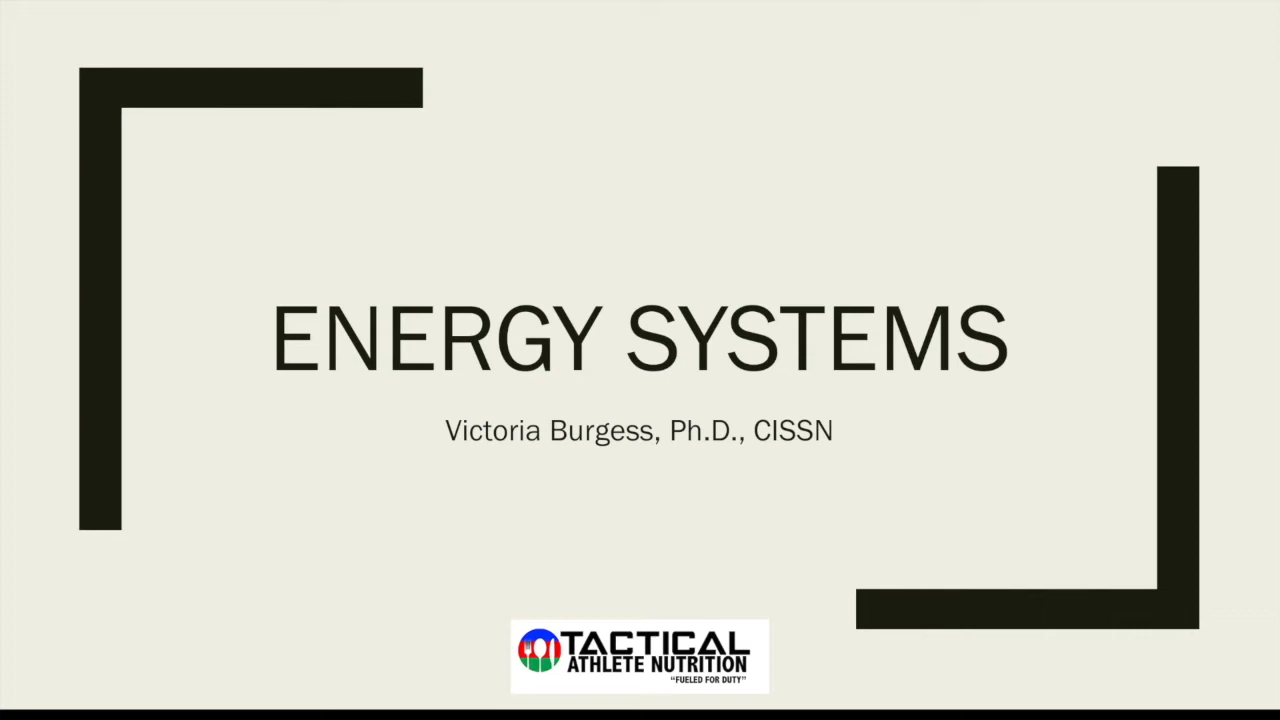 ENERGY SYSTEMS
Victoria Burgess, Ph.D., CISSN
TACTICAL
ATHLETE NUTRITION
"FUELED FOR DUTY"